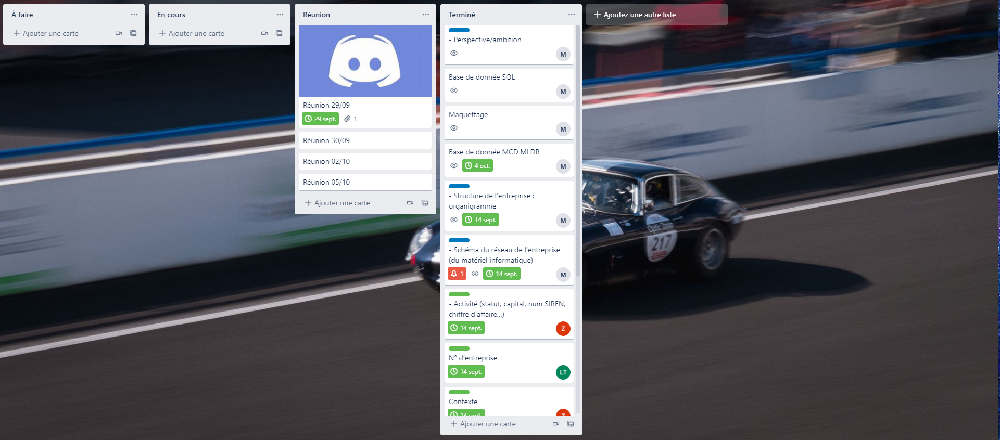 À faire
Ajouter une carte
En cours
Ajouter une carte
Réunion
Réunion 29/09
29 sept.
1
Réunion 30/09
Réunion 02/10
Réunion 05/10
Ajouter une carte
Terminé
- Perspective/ambition
M
Base de donnée SQL
M
Maquettage
M
Base de donnée MCD MLDR
4 oct.
M
- Structure de l'entreprise :
organigramme
14 sept.
M
- Schéma du réseau de l'entreprise
(du matériel informatique)
1
14 sept.
M
- Activité (statut, capital, num SIREN,
chiffre d'affaire...)
14 sept.
Z
N° d'entreprise
14 sept.
LT
Contexte
14 sept.
Z
Ajouter une carte
Ajoutez une autre liste
Optic 2000
217